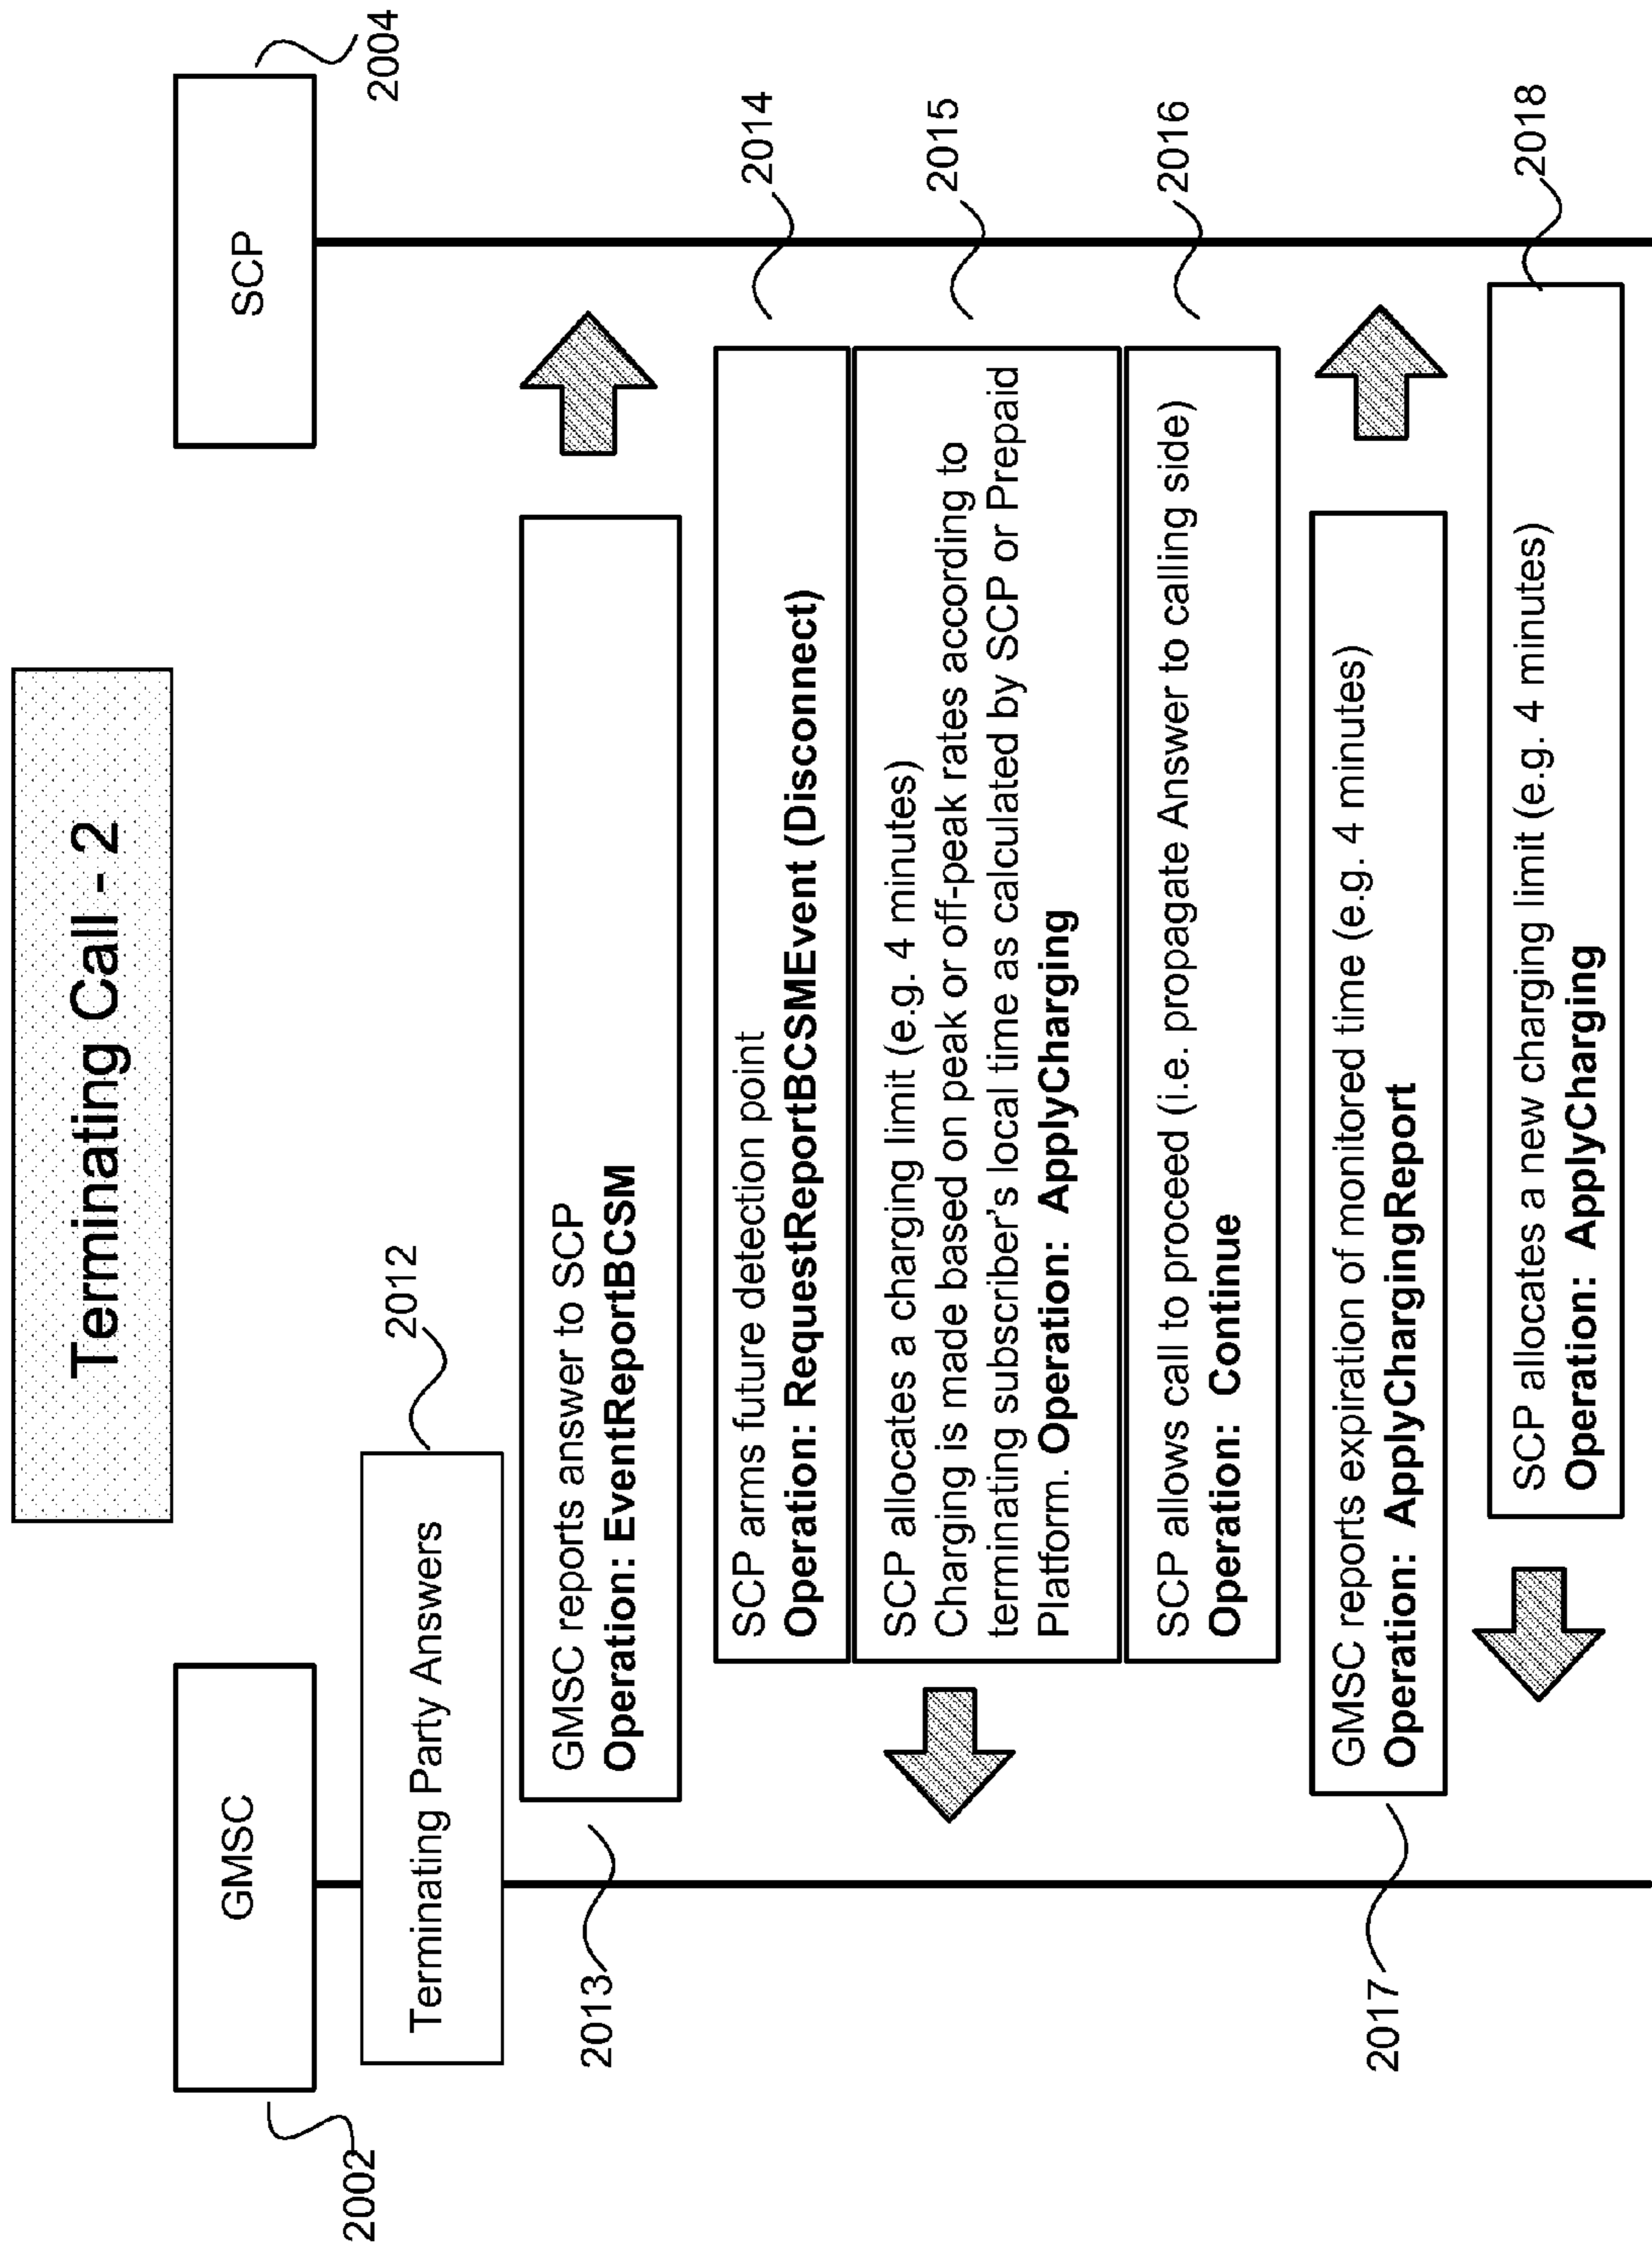 Terminating Call - 2
GMSC
SCP
2002
2004
Terminating Party Answers
2012
GMSC reports answer to SCP
Operation: EventReportBCSM
2013
SCP arms future detection point
Operation: RequestReportBCSMEvent (Disconnect)
2014
SCP allocates a charging limit (e.g. 4 minutes)
Charging is made based on peak or off-peak rates according to
terminating subscriber's local time as calculated by SCP or Prepaid
Platform. Operation: ApplyCharging
2015
SCP allows call to proceed (i.e. propagate Answer to calling side)
Operation: Continue
2016
GMSC reports expiration of monitored time (e.g. 4 minutes)
Operation: ApplyChargingReport
2017
SCP allocates a new charging limit (e.g. 4 minutes)
Operation: ApplyCharging
2018